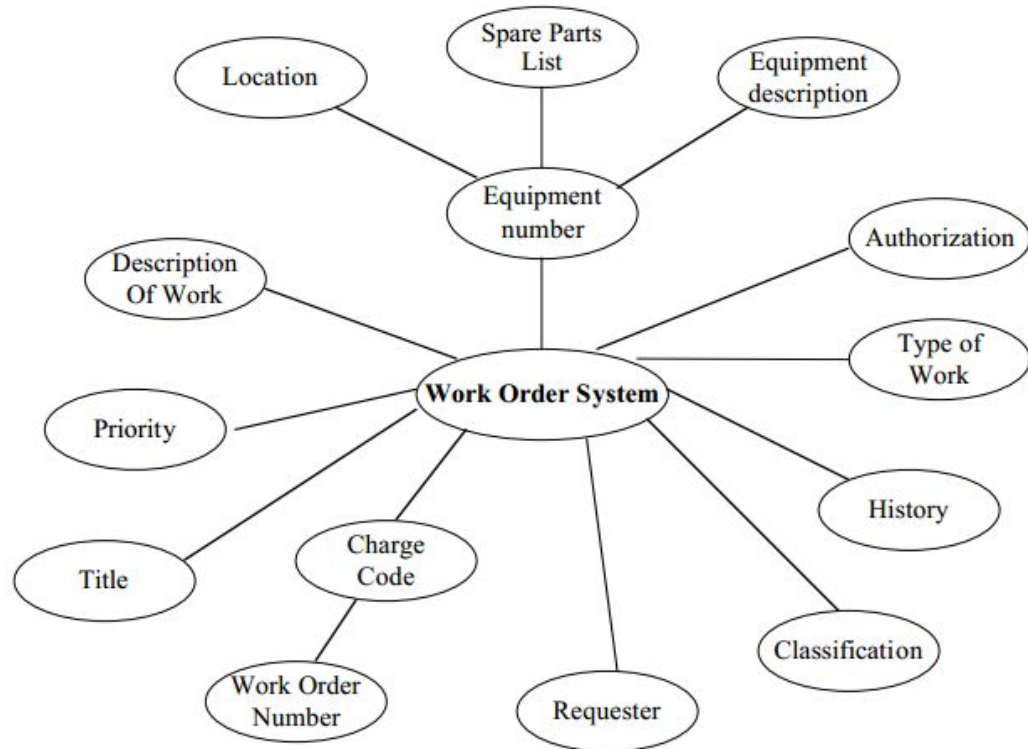 Spare Parts
List
Location
Equipment
description
Equipment
number
Authorization
Description
Of Work
Type of
Work
Work Order System
Priority
History
Charge
Code
Title
Classification
Work Order
Number
Requester